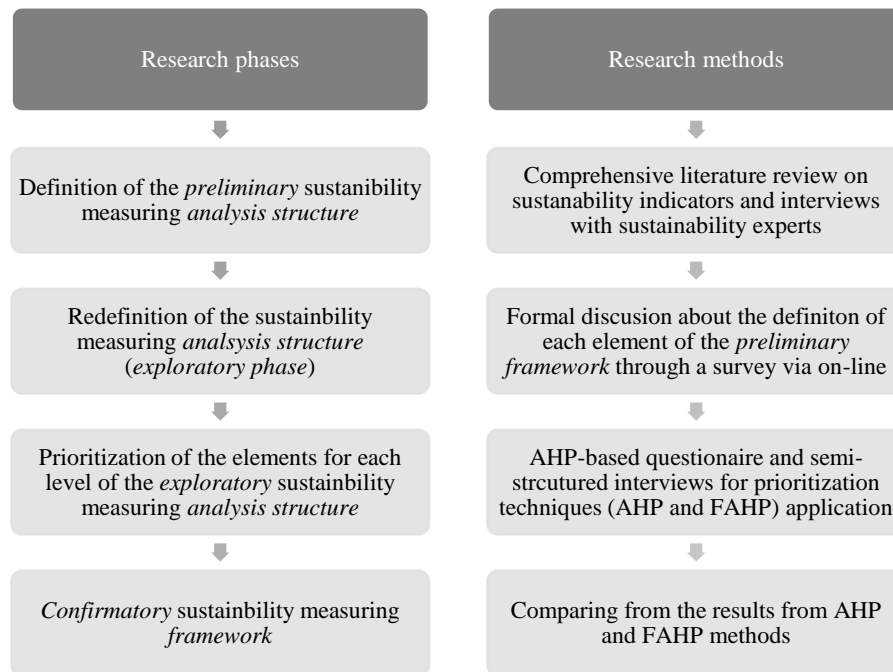 Research phases
Definition of the preliminary sustanibility
measuring analysis structure
Redefinition of the sustainbility
measuring analsysis structure
(exploratory phase)
Prioritization of the elements for each
level of the exploratory sustainbility
measuring analysis structure
Confirmatory sustainbility measuring
framework
Research methods
Comprehensive literature review on
sustanability indicators and interviews
with sustainability experts
Formal discusion about the definiton of
each element of the preliminary
framework through a survey via on-line
AHP-based questionaire and semi-
strcutured interviews for prioritization
techniques (AHP and FAHP) application
Comparing from the results from AHP
and FAHP methods